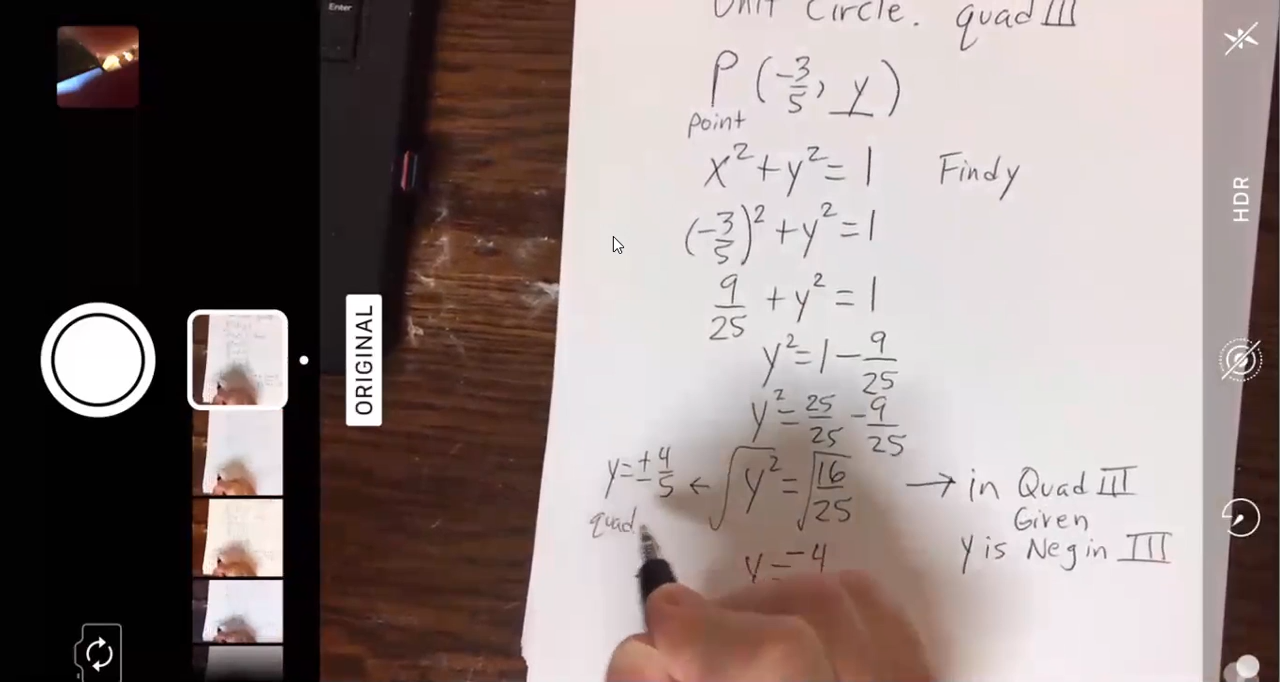 Enter
ORIGINAL
HDR
Unit Circle. quad III
P (-3/5, y)
point
x² + y² = 1 Find y
(-3/5)² + y² = 1
9/25 + y² = 1
y² = 1 - 9/25
y² = 25/25 - 9/25
y = ± 4/5 ← √y² = √16/25 → in Quad III
quad
Given
y = -4
y is Neg in III